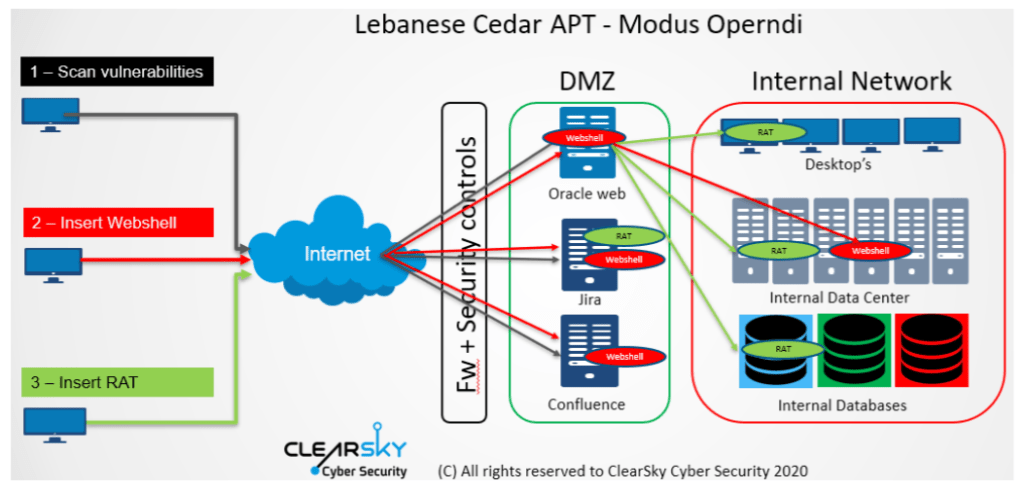 Lebanese Cedar APT - Modus Operndi
1 – Scan vulnerabilities
2 – Insert Webshell
3 – Insert RAT
Internet
Fw + Security controls
DMZ
Webshell
Oracle web
RAT
Webshell
Jira
Webshell
Confluence
Internal Network
RAT
Desktop's
RAT
Webshell
Internal Data Center
RAT
Internal Databases
CLEARSKY
Cyber Security
(C) All rights reserved to ClearSky Cyber Security 2020